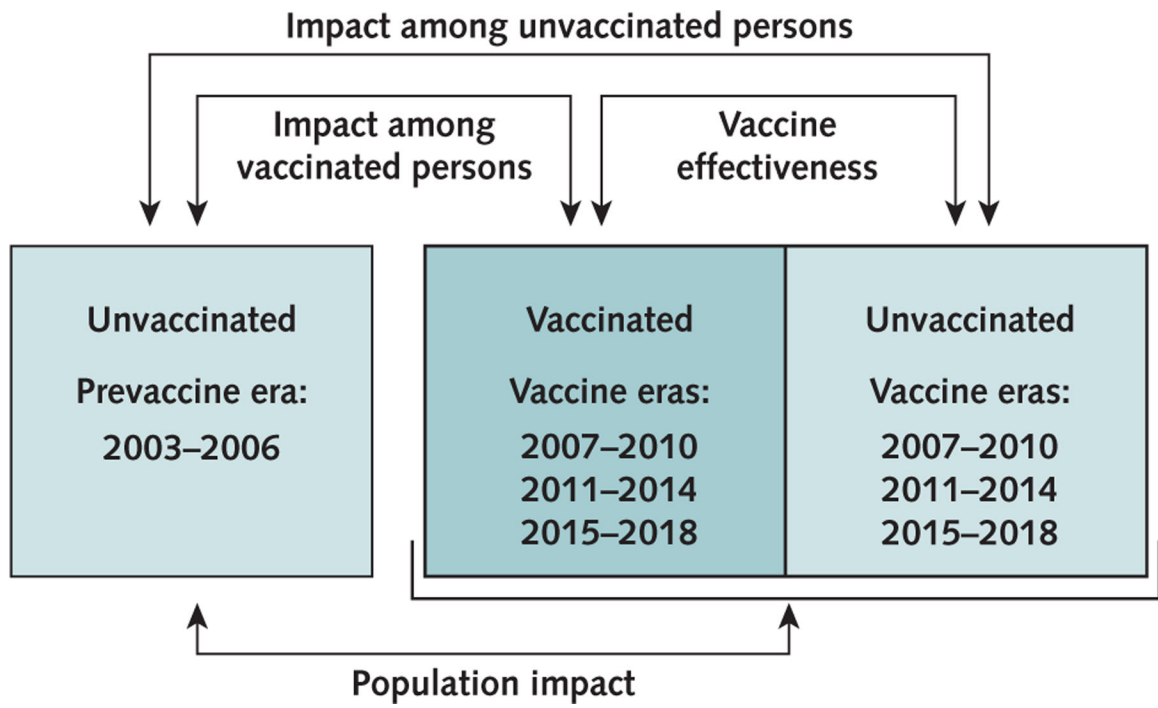 Impact among unvaccinated persons
Impact among
vaccinated persons
Vaccine
effectiveness
Unvaccinated
Prevaccine era:
2003–2006
Vaccinated
Vaccine eras:
2007–2010
2011–2014
2015–2018
Unvaccinated
Vaccine eras:
2007–2010
2011–2014
2015–2018
Population impact